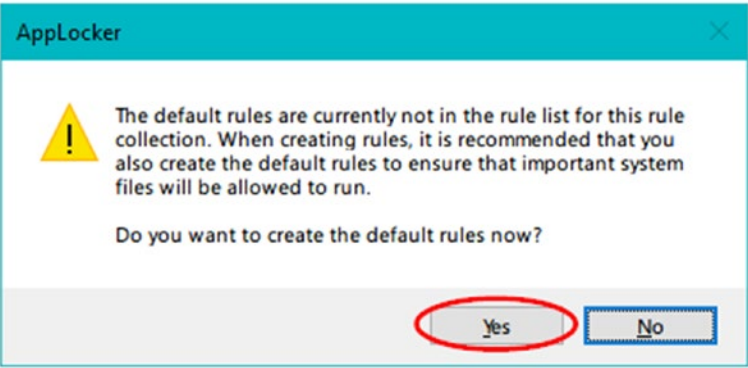 AppLocker
The default rules are currently not in the rule list for this rule
collection. When creating rules, it is recommended that you
also create the default rules to ensure that important system
files will be allowed to run.
Do you want to create the default rules now?
Yes
No